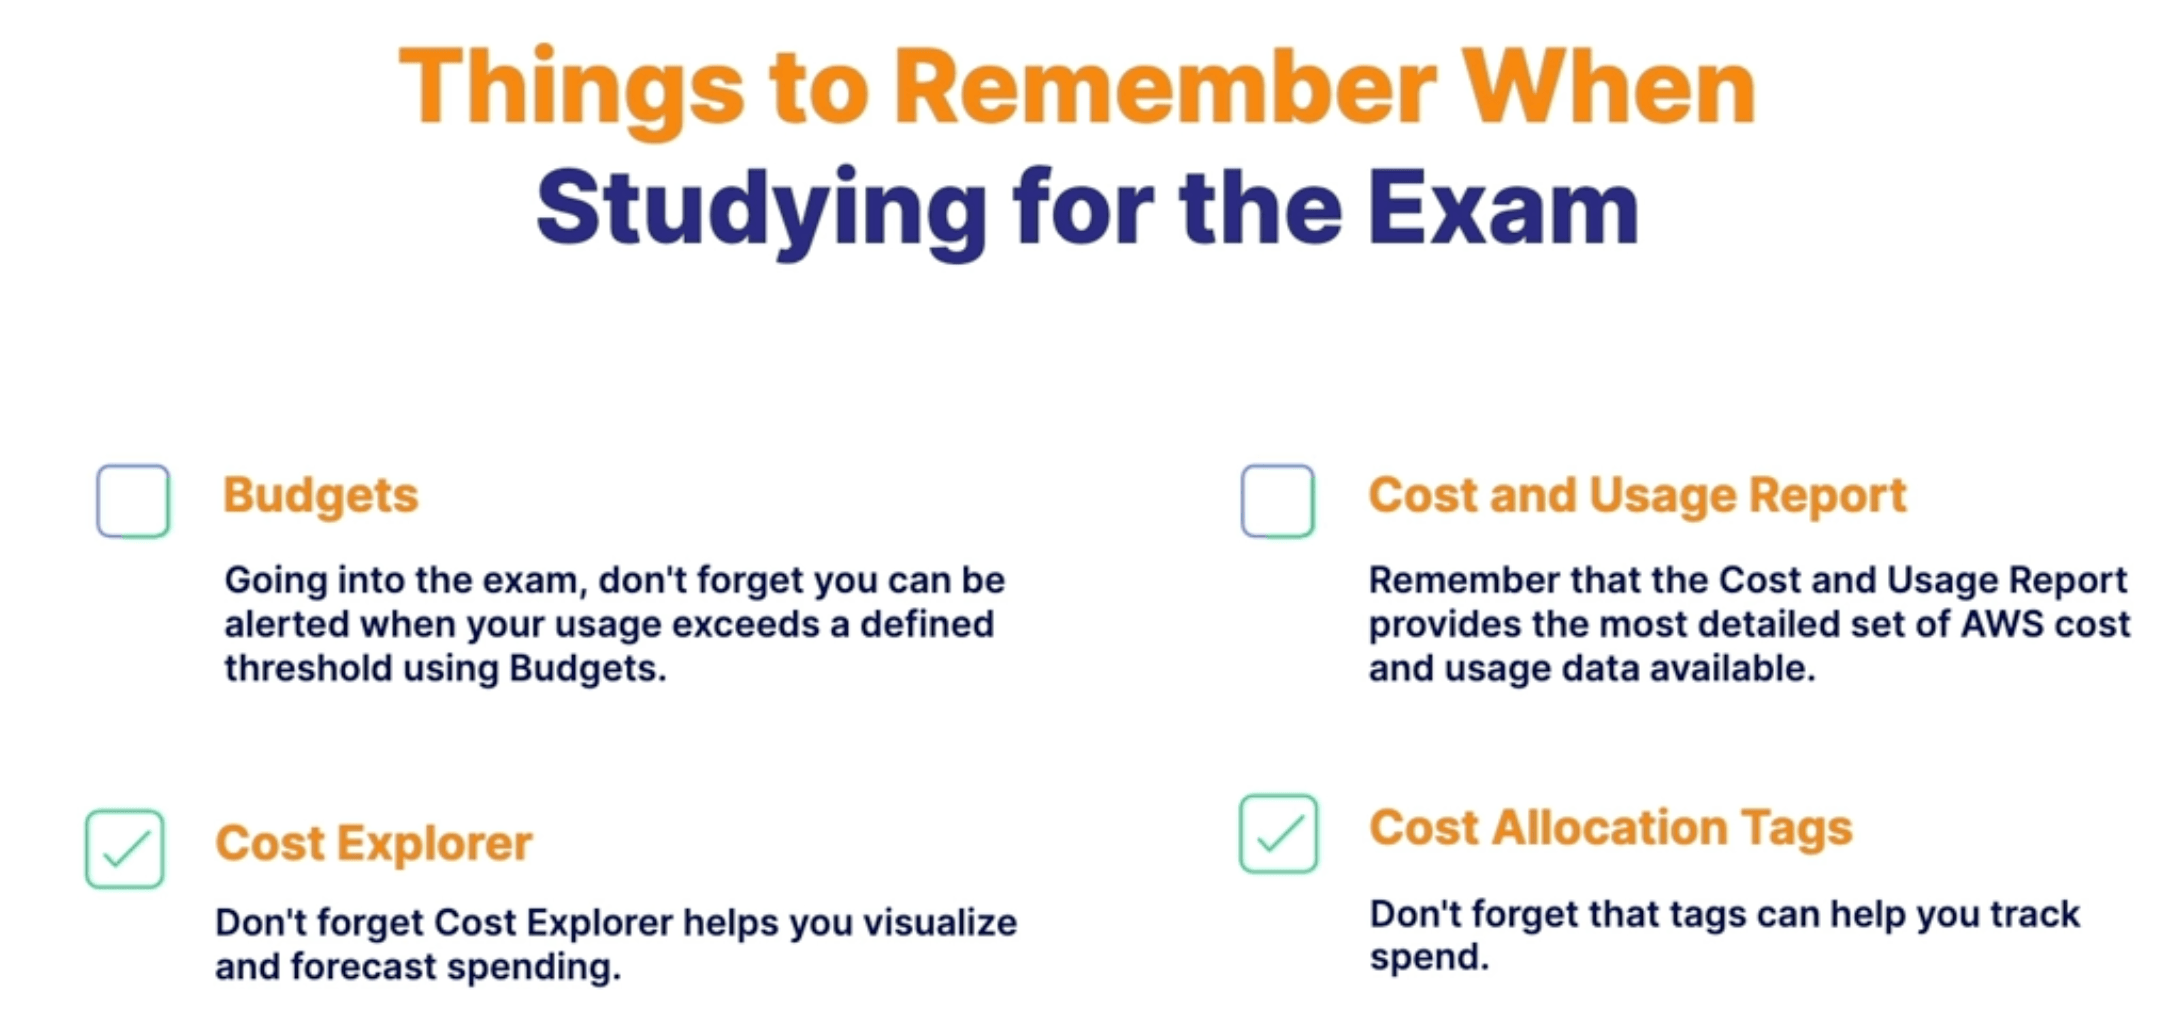 Things to Remember When
Studying for the Exam
Budgets
Going into the exam, don't forget you can be
alerted when your usage exceeds a defined
threshold using Budgets.
Cost and Usage Report
Remember that the Cost and Usage Report
provides the most detailed set of AWS cost
and usage data available.
Cost Explorer
Don't forget Cost Explorer helps you visualize
and forecast spending.
Cost Allocation Tags
Don't forget that tags can help you track
spend.